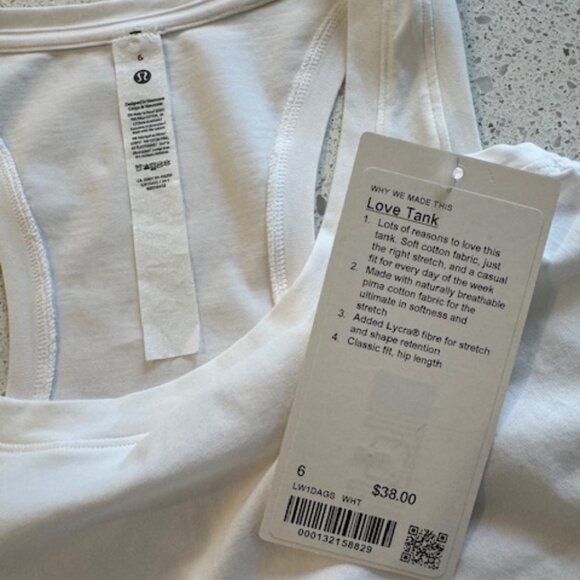 6
WHY WE MADE THIS
Love Tank
1. Lots of reasons to love this
tank. Soft cotton fabric, just
the right stretch, and a casual
fit for every day of the week
2. Made with naturally breathable
pima cotton fabric for the
ultimate in softness and
stretch
3. Added Lycra® fibre for stretch
and shape retention
4. Classic fit, hip length
6
LW1DAGS WHT $38.00
000132158829